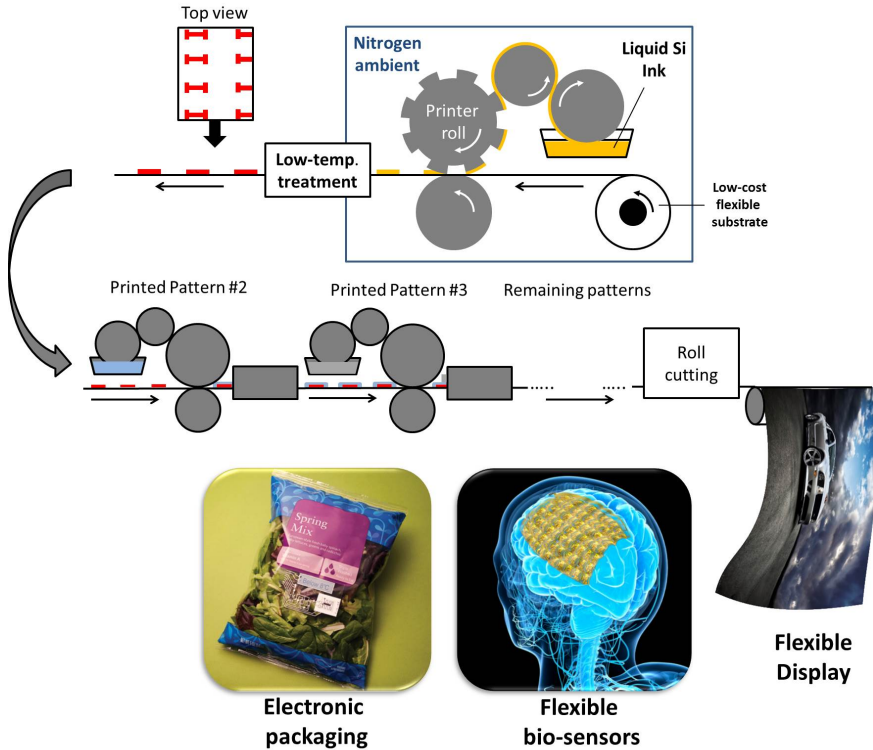 Top view
Nitrogen
ambient
Liquid Si
Ink
Printer
roll
Low-temp.
treatment
Low-cost
flexible
substrate
Printed Pattern #2
Printed Pattern #3
Remaining patterns
Roll
cutting
Spring
Mix
Flexible
Display
Electronic
packaging
Flexible
bio-sensors